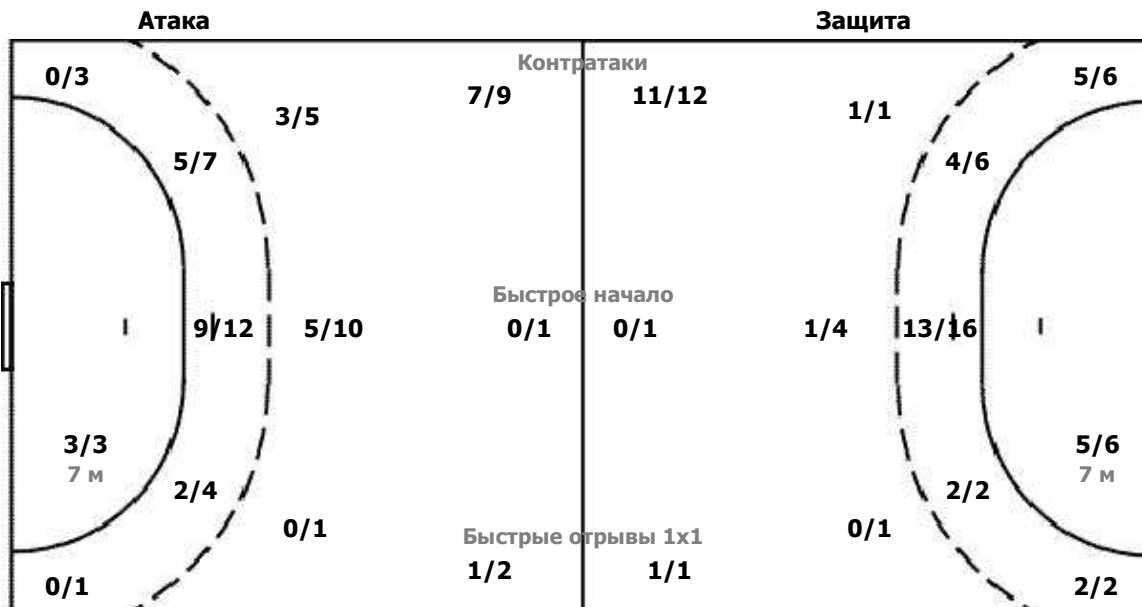 Атака Защита
Контратаки
0/3 5/6
7/9 11/12
3/5 1/1
5/7 4/6
Быстрое начало
9/12 5/10 0/1 0/1 1/4 13/16
3/3 5/6
7 м 7 м
2/4 2/2
0/1 0/1
Быстрые отрывы 1x1
1/2 1/1
0/1 2/2